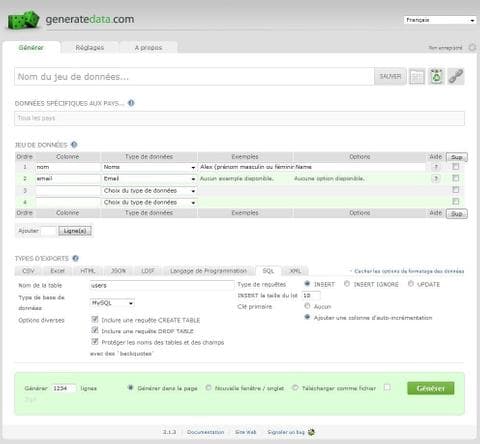 generatedata.com
Français
Générer Réglages A propos
Non enregistré
Nom du jeu de données... SAUVER
DONNÉES SPÉCIFIQUES AUX PAYS...
Tous les pays
JEU DE DONNÉES
Ordre Colonne Type de données Exemples Options Aide Sup
1 nom Noms Alex (prénom masculin ou féminin Name ?
2 email Email Aucun exemple disponible. Aucune option disponible. ?
3 Choix du type de données
4 Choix du type de données
Ordre Colonne Type de données Exemples Options Aide Sup
Ajouter Ligne(s)
TYPES D'EXPORTS
CSV Excel HTML JSON LDIF Langage de Programmation SQL XML
- Cacher les options de formatage des données
Nom de la table users
Type de requêtes INSERT INSERT IGNORE UPDATE
Type de base de données MySQL
INSERT la taille du lot 10
Clé primaire Aucun
Ajouter une colonne d'auto-incrémentation
Options diverses Inclure une requête CREATE TABLE
Inclure une requête DROP TABLE
Protéger les noms des tables et des champs
avec des `backquotes`
Générer 1234 lignes Générer dans la page Nouvelle fenêtre / onglet Télécharger comme fichier Générer
3.1.3 Documentation Site Web Signaler un bug